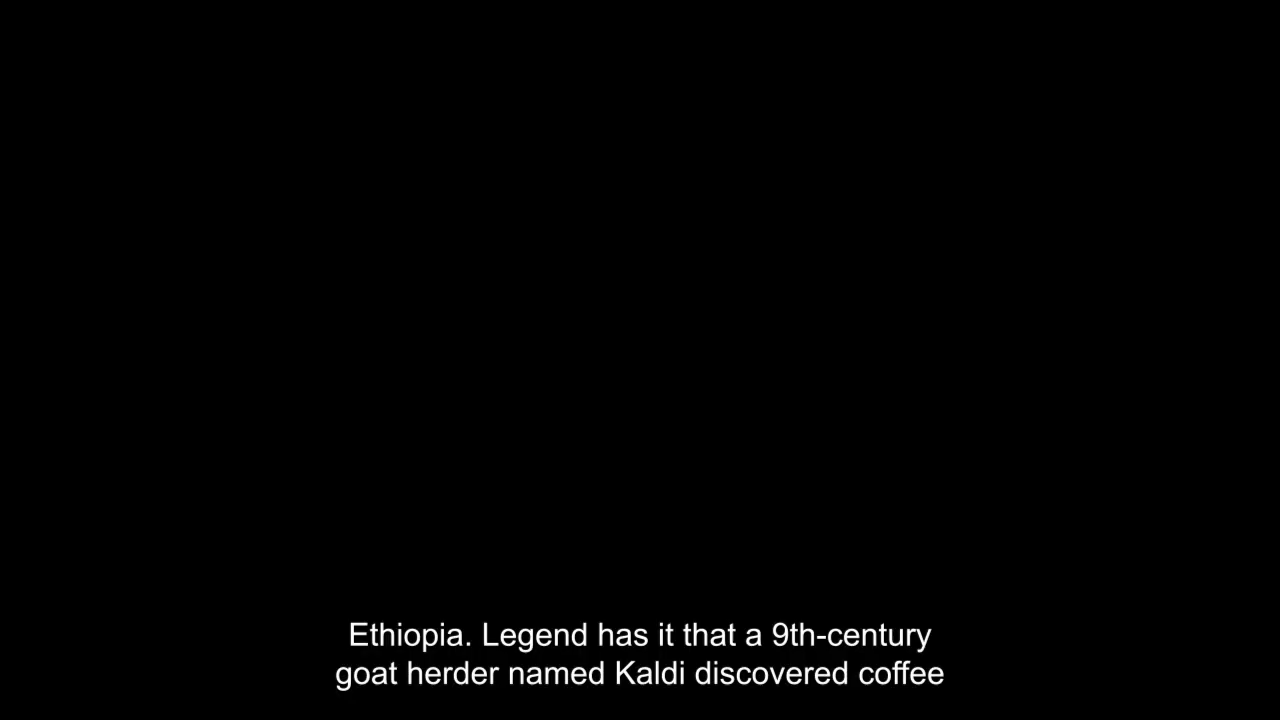 Ethiopia. Legend has it that a 9th-century
goat herder named Kaldi discovered coffee